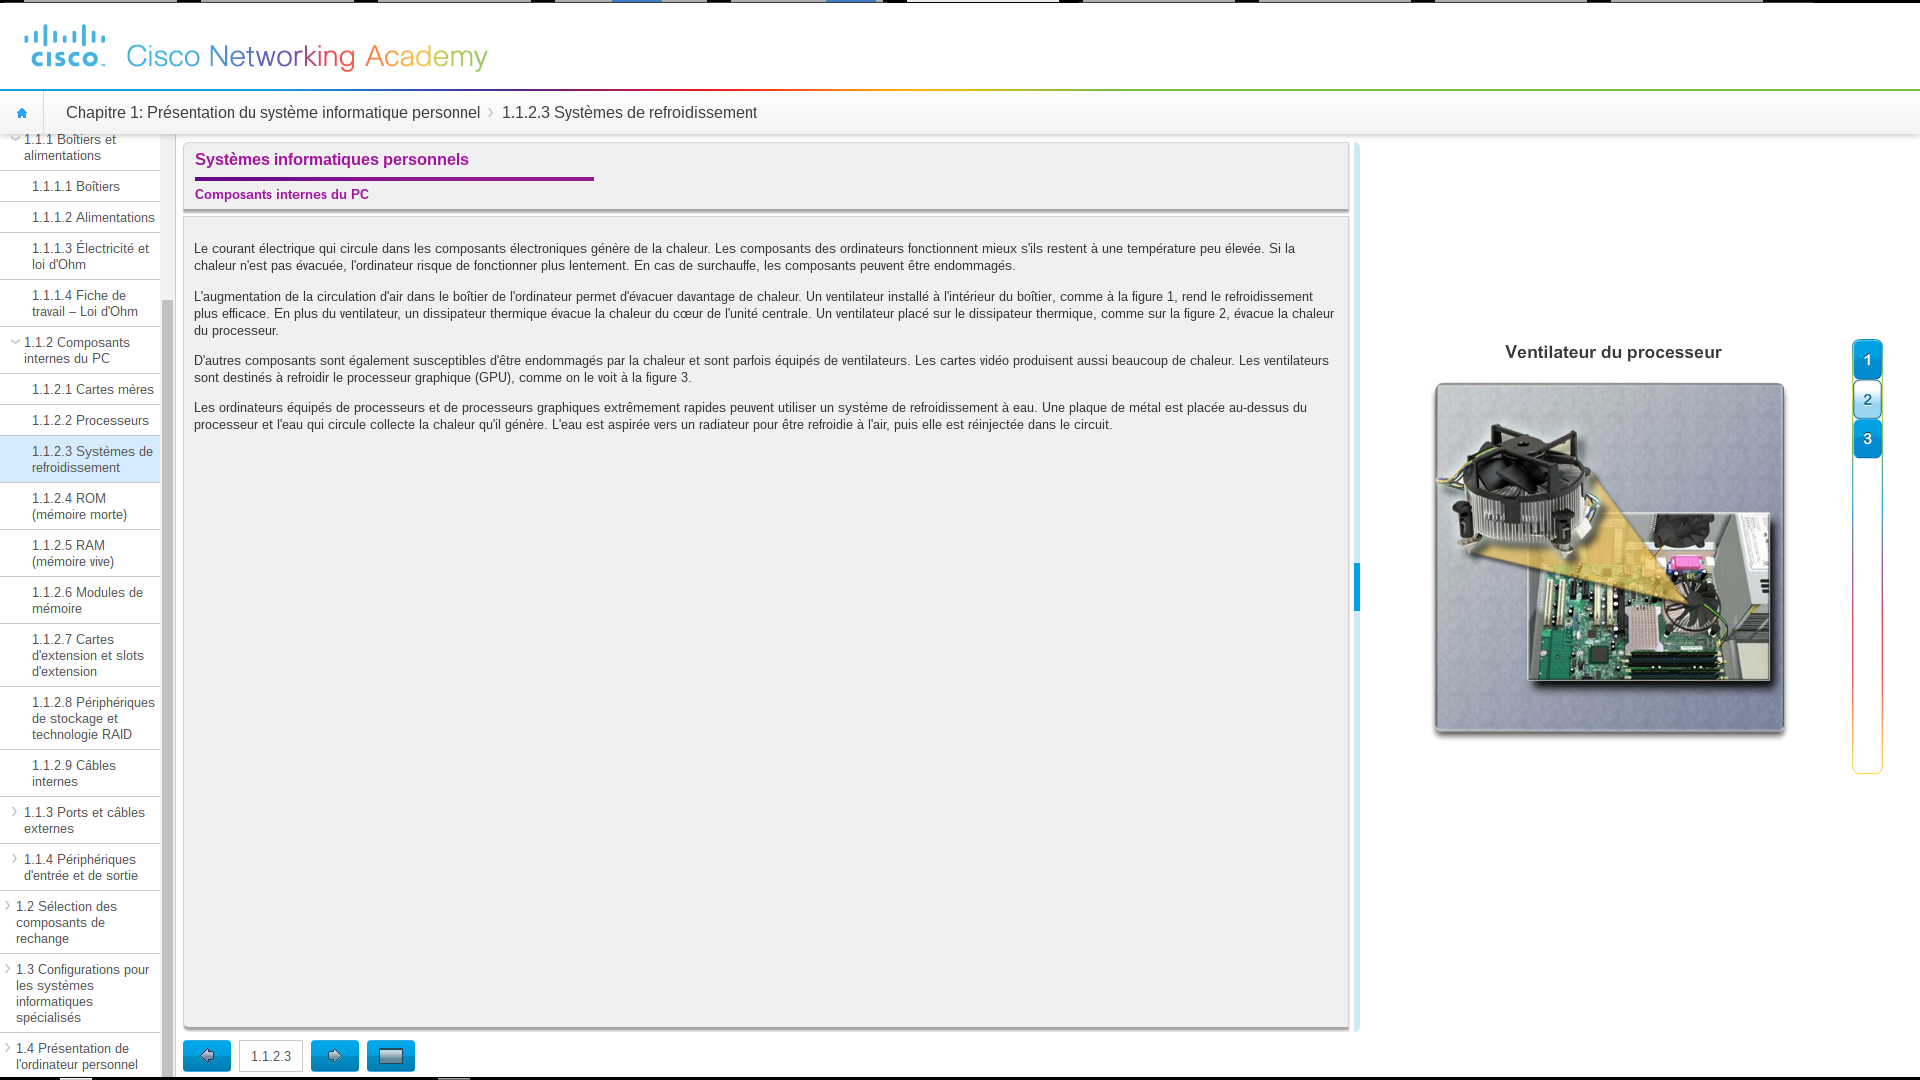 CISCO
Cisco Networking Academy
Chapitre 1: Présentation du système informatique personnel
1.1.2.3 Systèmes de refroidissement
1.1.1 Boîtiers et
alimentations
1.1.1.1 Boîtiers
1.1.1.2 Alimentations
1.1.1.3 Électricité et
loi d'Ohm
1.1.1.4 Fiche de
travail – Loi d'Ohm
1.1.2 Composants
internes du PC
1.1.2.1 Cartes mères
1.1.2.2 Processeurs
1.1.2.3 Systèmes de
refroidissement
1.1.2.4 ROM
(mémoire morte)
1.1.2.5 RAM
(mémoire vive)
1.1.2.6 Modules de
mémoire
1.1.2.7 Cartes
d'extension et slots
d'extension
1.1.2.8 Périphériques
de stockage et
technologie RAID
1.1.2.9 Câbles
internes
1.1.3 Ports et câbles
externes
1.1.4 Périphériques
d'entrée et de sortie
1.2 Sélection des
composants de
rechange
1.3 Configurations pour
les systèmes
informatiques
spécialisés
1.4 Présentation de
l'ordinateur personnel
Systèmes informatiques personnels
Composants internes du PC
Le courant électrique qui circule dans les composants électroniques génère de la chaleur. Les composants des ordinateurs fonctionnent mieux s'ils restent à une température peu élevée. Si la
chaleur n'est pas évacuée, l'ordinateur risque de fonctionner plus lentement. En cas de surchauffe, les composants peuvent être endommagés.
L'augmentation de la circulation d'air dans le boîtier de l'ordinateur permet d'évacuer davantage de chaleur. Un ventilateur installé à l'intérieur du boîtier, comme à la figure 1, rend le refroidissement
plus efficace. En plus du ventilateur, un dissipateur thermique évacue la chaleur du cœur de l'unité centrale. Un ventilateur placé sur le dissipateur thermique, comme sur la figure 2, évacue la chaleur
du processeur.
D'autres composants sont également susceptibles d'être endommagés par la chaleur et sont parfois équipés de ventilateurs. Les cartes vidéo produisent aussi beaucoup de chaleur. Les ventilateurs
sont destinés à refroidir le processeur graphique (GPU), comme on le voit à la figure 3.
Les ordinateurs équipés de processeurs et de processeurs graphiques extrêmement rapides peuvent utiliser un système de refroidissement à eau. Une plaque de métal est placée au-dessus du
processeur et l'eau qui circule collecte la chaleur qu'il génère. L'eau est aspirée vers un radiateur pour être refroidie à l'air, puis elle est réinjectée dans le circuit.
1.1.2.3
Ventilateur du processeur
1
2
3